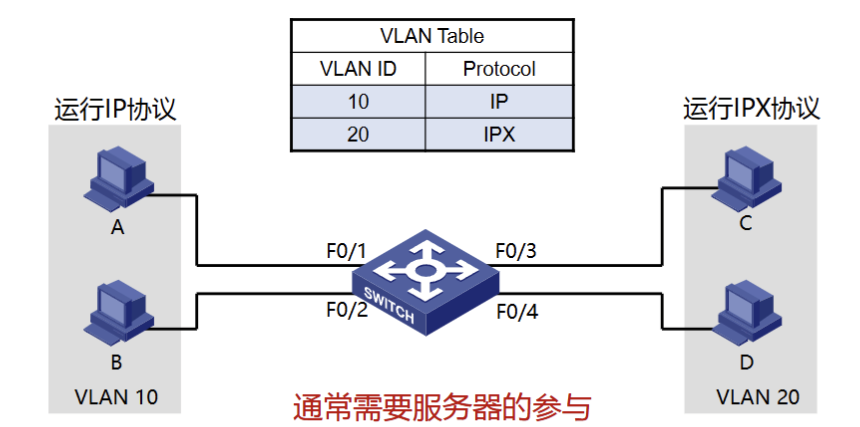 VLAN Table
VLAN ID Protocol
10 IP
20 IPX
运行IP协议
运行IPX协议
A
C
F0/1
F0/3
SWITCH
F0/2
F0/4
B
D
VLAN 10
VLAN 20
通常需要服务器的参与